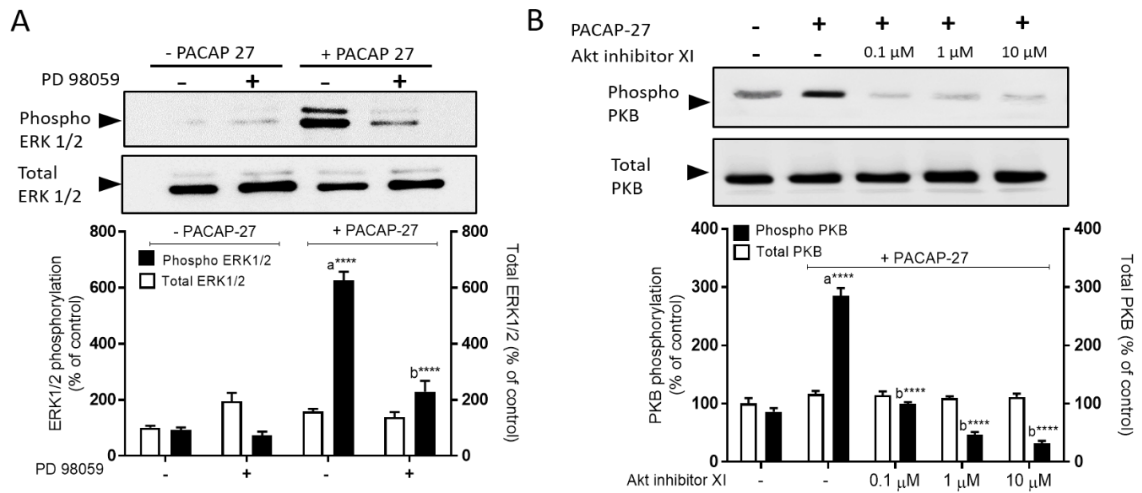 A
- PACAP 27 + PACAP 27
PD 98059 - + - +
Phospho
ERK 1/2
Total
ERK 1/2
800 800
- PACAP-27 + PACAP-27
Phospho ERK1/2
Total ERK1/2
a****
600 600
400 400
b****
200 200
0 0
ERK1/2 phosphorylation
(% of control)
Total ERK1/2
(% of control)
PD 98059 - + - +
B
PACAP-27 - + + + +
Akt inhibitor XI - - 0.1 µM 1 µM 10 µM
Phospho
PKB
Total
PKB
400 400
Phospho PKB
Total PKB
+ PACAP-27
a****
300 300
200 200
b****
100 100
b****
b****
0 0
PKB phosphorylation
(% of control)
Total PKB
(% of control)
Akt inhibitor XI - - 0.1 µM 1 µM 10 µM